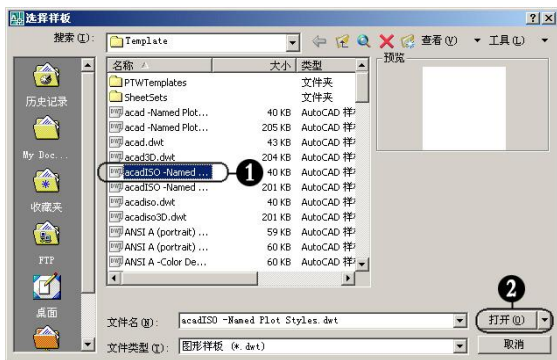 选择样板
搜索(I):
Template
查看(V)
工具(L)
名称
大小
类型
预览
PTWTemplates
文件夹
SheetSets
文件夹
acad -Named Plot...
40 KB
AutoCAD 样
acad -Named Plot...
205 KB
AutoCAD 样
acad.dwt
43 KB
AutoCAD 样
acad3D.dwt
204 KB
AutoCAD 样
acadISO -Named ...
1
40 KB
AutoCAD 样
acadISO -Named ...
201 KB
AutoCAD 样
acadiso.dwt
40 KB
AutoCAD 样
acadiso3D.dwt
201 KB
AutoCAD 样
ANSI A (portrait) ...
59 KB
AutoCAD 样
ANSI A (portrait) ...
60 KB
AutoCAD 样
ANSI A -Color De...
60 KB
AutoCAD 样
历史记录
My Doc...
收藏夹
FTP
桌面
2
文件名(N):
acadISO -Named Plot Styles.dwt
打开(O)
文件类型(T):
图形样板 (*.dwt)
取消